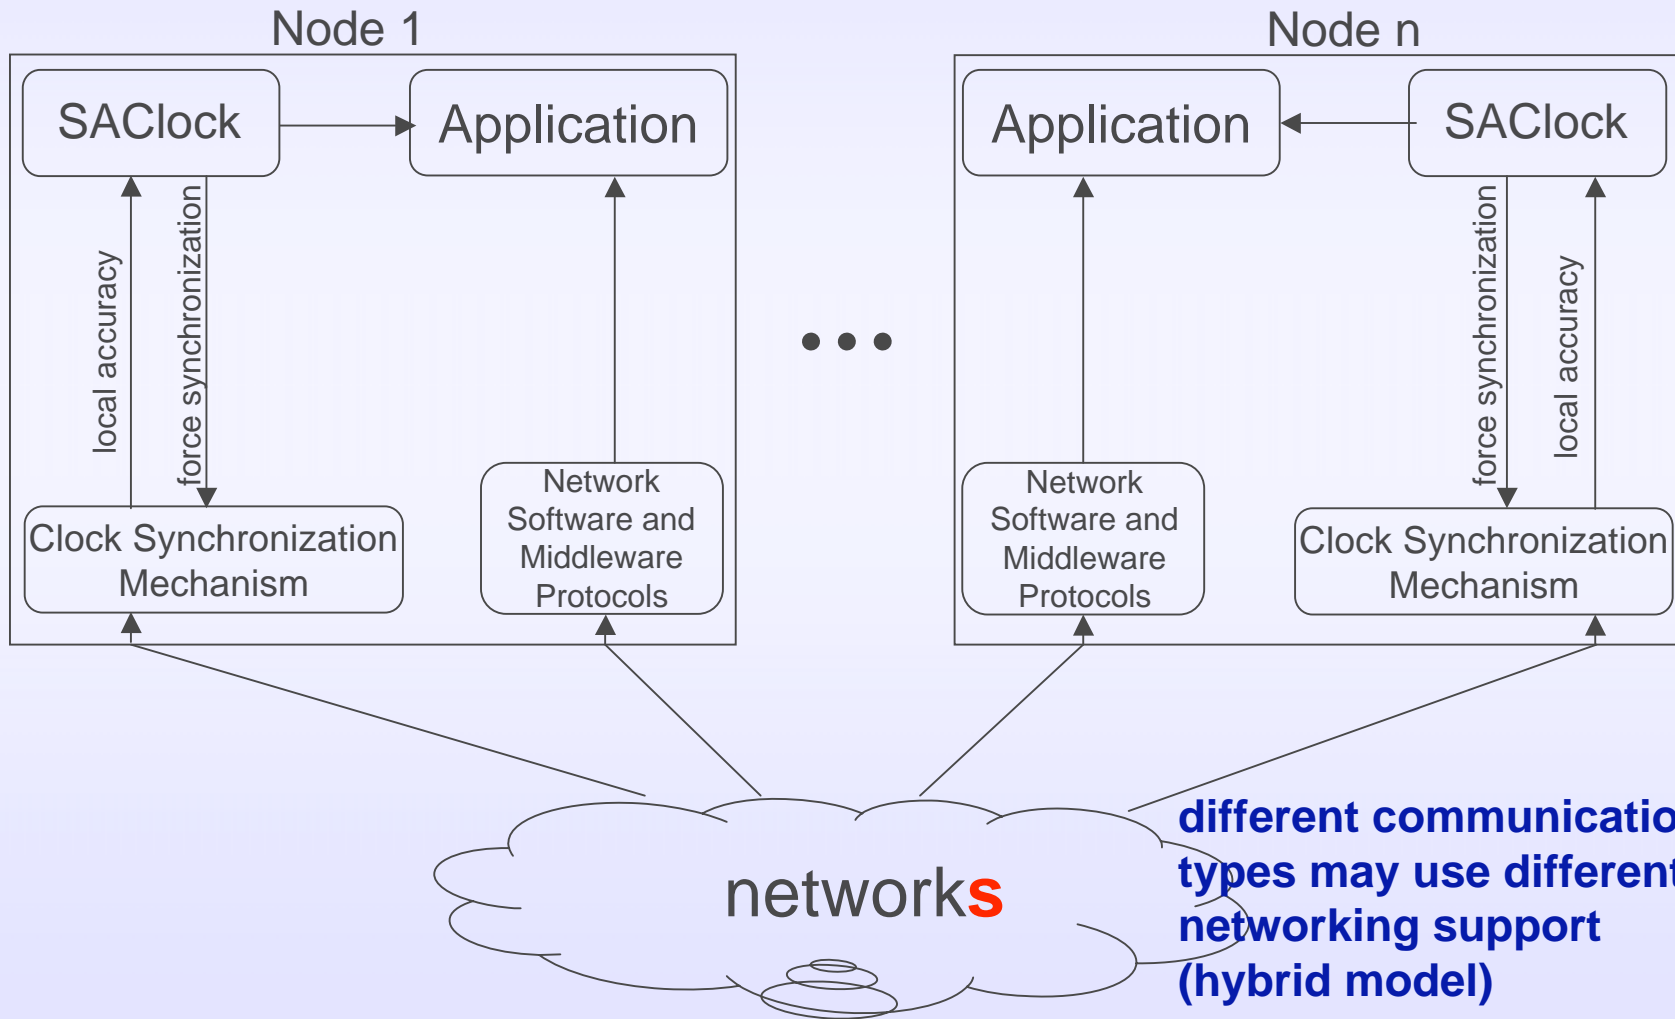 Node 1
SAClock
Application
local accuracy
force synchronization
Clock Synchronization
Mechanism
Network
Software and
Middleware
Protocols
Node n
Application
SAClock
force synchronization
local accuracy
Network
Software and
Middleware
Protocols
Clock Synchronization
Mechanism
networks
different communicatio
types may use different
networking support
(hybrid model)